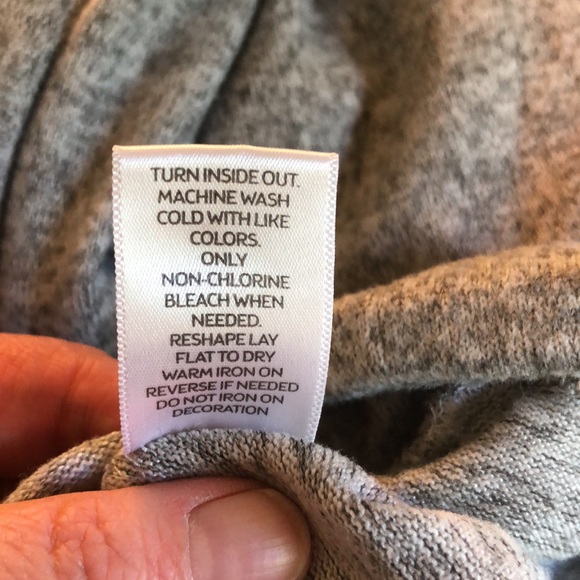 TURN INSIDE OUT.
MACHINE WASH
COLD WITH LIKE
COLORS.
ONLY
NON-CHLORINE
BLEACH WHEN
NEEDED.
RESHAPE LAY
FLAT TO DRY
WARM IRON ON
REVERSE IF NEEDED
DO NOT IRON ON
DECORATION